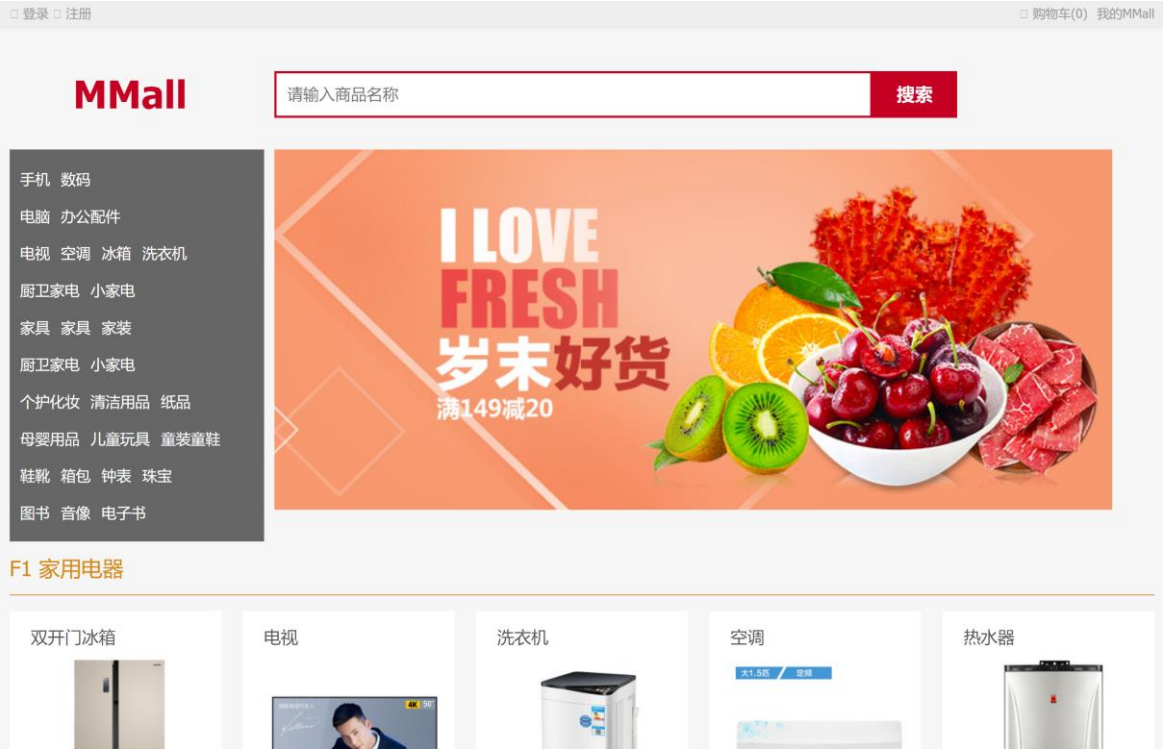 登录 注册 购物车(0) 我的MMall
MMall
请输入商品名称 搜索
手机 数码
电脑 办公配件
电视 空调 冰箱 洗衣机
厨卫家电 小家电
家具 家具 家装
厨卫家电 小家电
个护化妆 清洁用品 纸品
母婴用品 儿童玩具 童装童鞋
鞋靴 箱包 钟表 珠宝
图书 音像 电子书
I LOVE
FRESH
岁末好货
满149减20
F1 家用电器
双开门冰箱 电视 洗衣机 空调 热水器
大1.5匹 定频
4K 50"